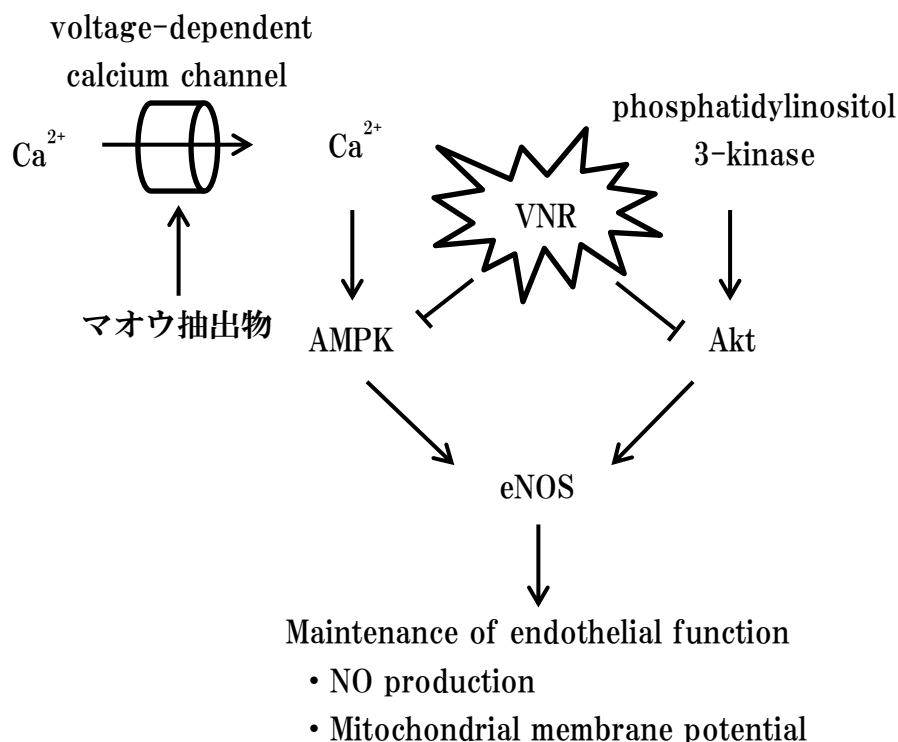 voltage-dependent
calcium channel
Ca2+
Ca2+
phosphatidylinositol
3-kinase
VNR
マオウ抽出物
AMPK
Akt
eNOS
Maintenance of endothelial function
・NO production
・Mitochondrial membrane potential